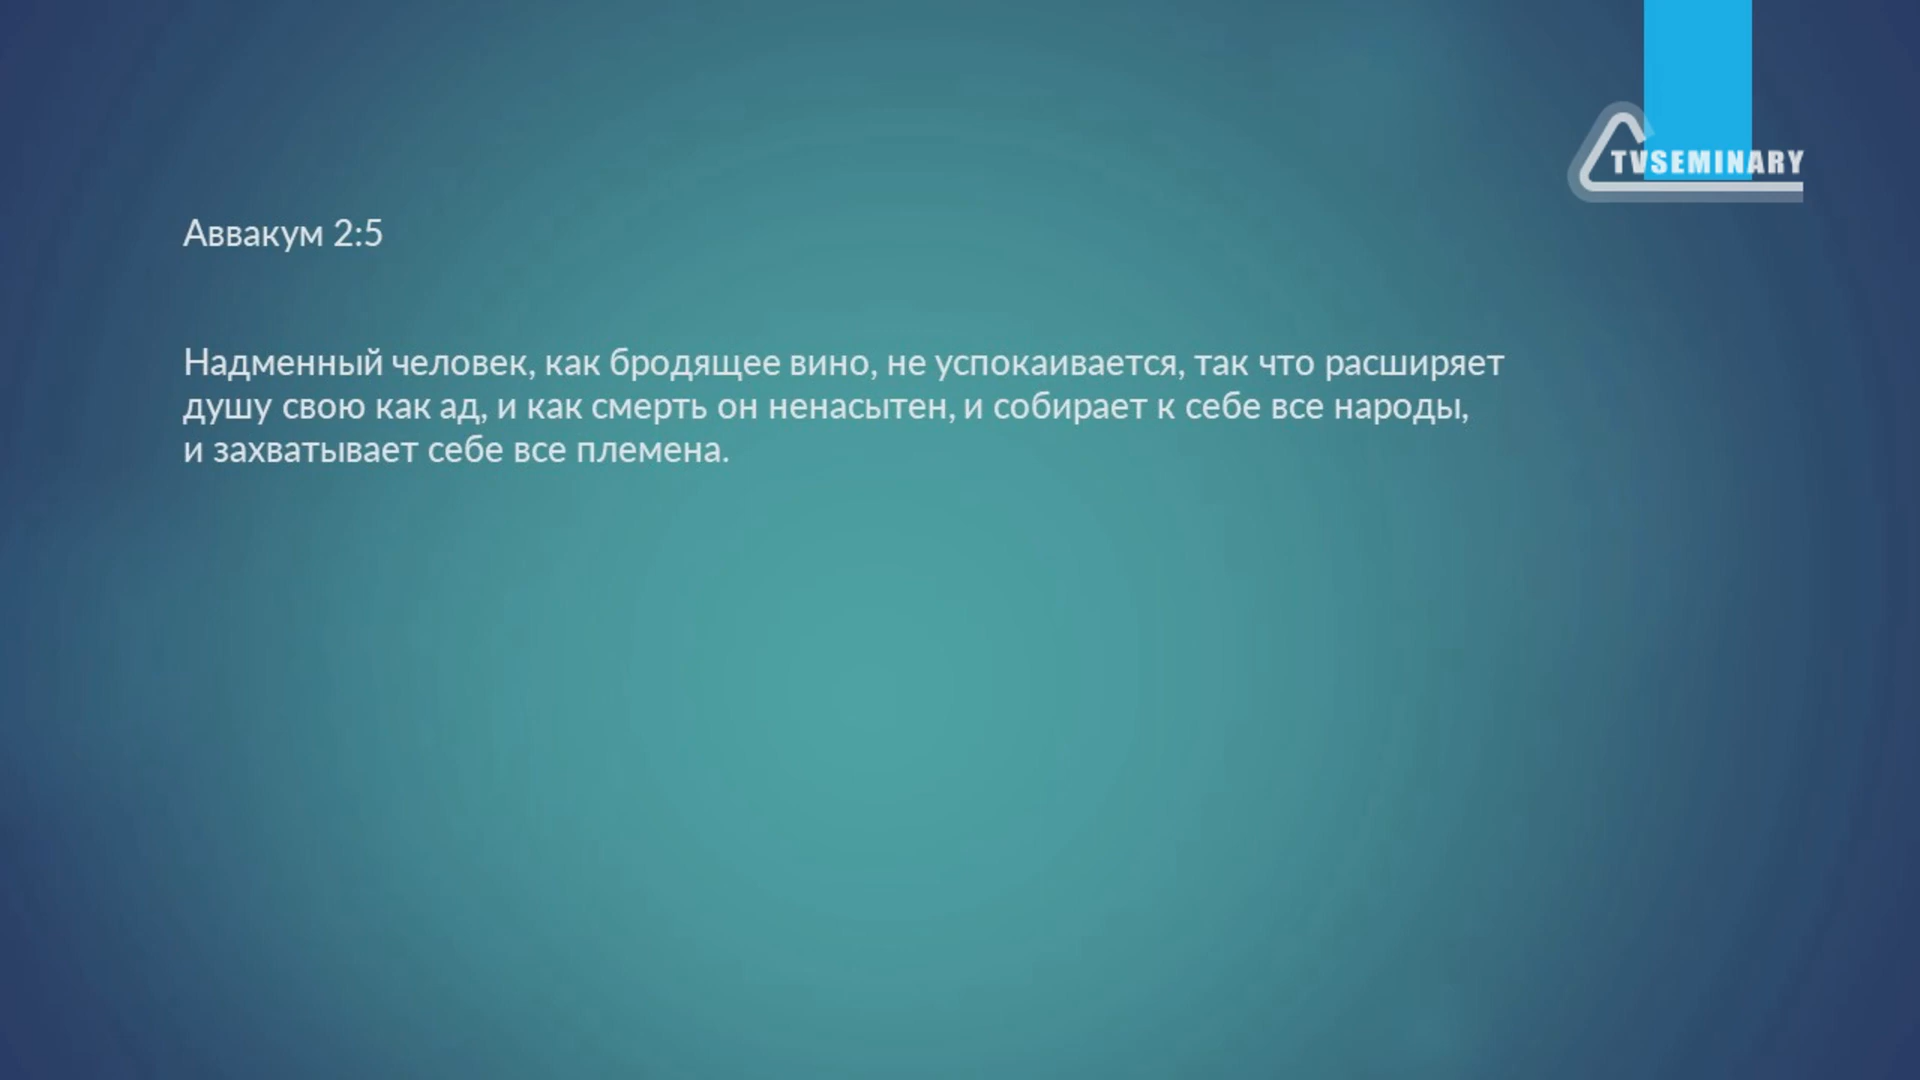 TVSEMINARY
Аввакум 2:5
Надменный человек, как бродящее вино, не успокаивается, так что расширяет
душу свою как ад, и как смерть он ненасытен, и собирает к себе все народы,
и захватывает себе все племена.